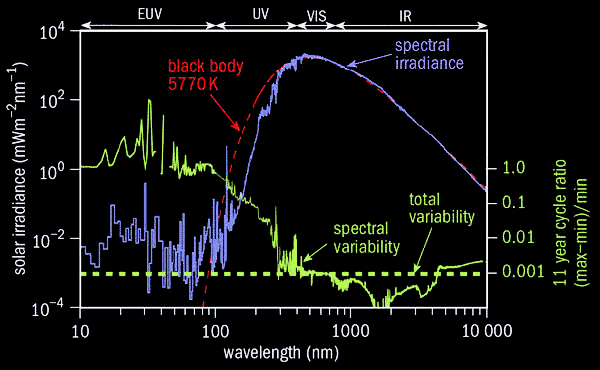 EUV UV VIS IR
10⁴
10²
10⁰
10⁻²
10⁻⁴
solar irradiance (mWm⁻²nm⁻¹)
black body
5770K
spectral
irradiance
spectral
variability
total
variability
1.0
0.1
0.01
0.001
11 year cycle ratio
(max–min)/min
10 100 1000 10 000
wavelength (nm)